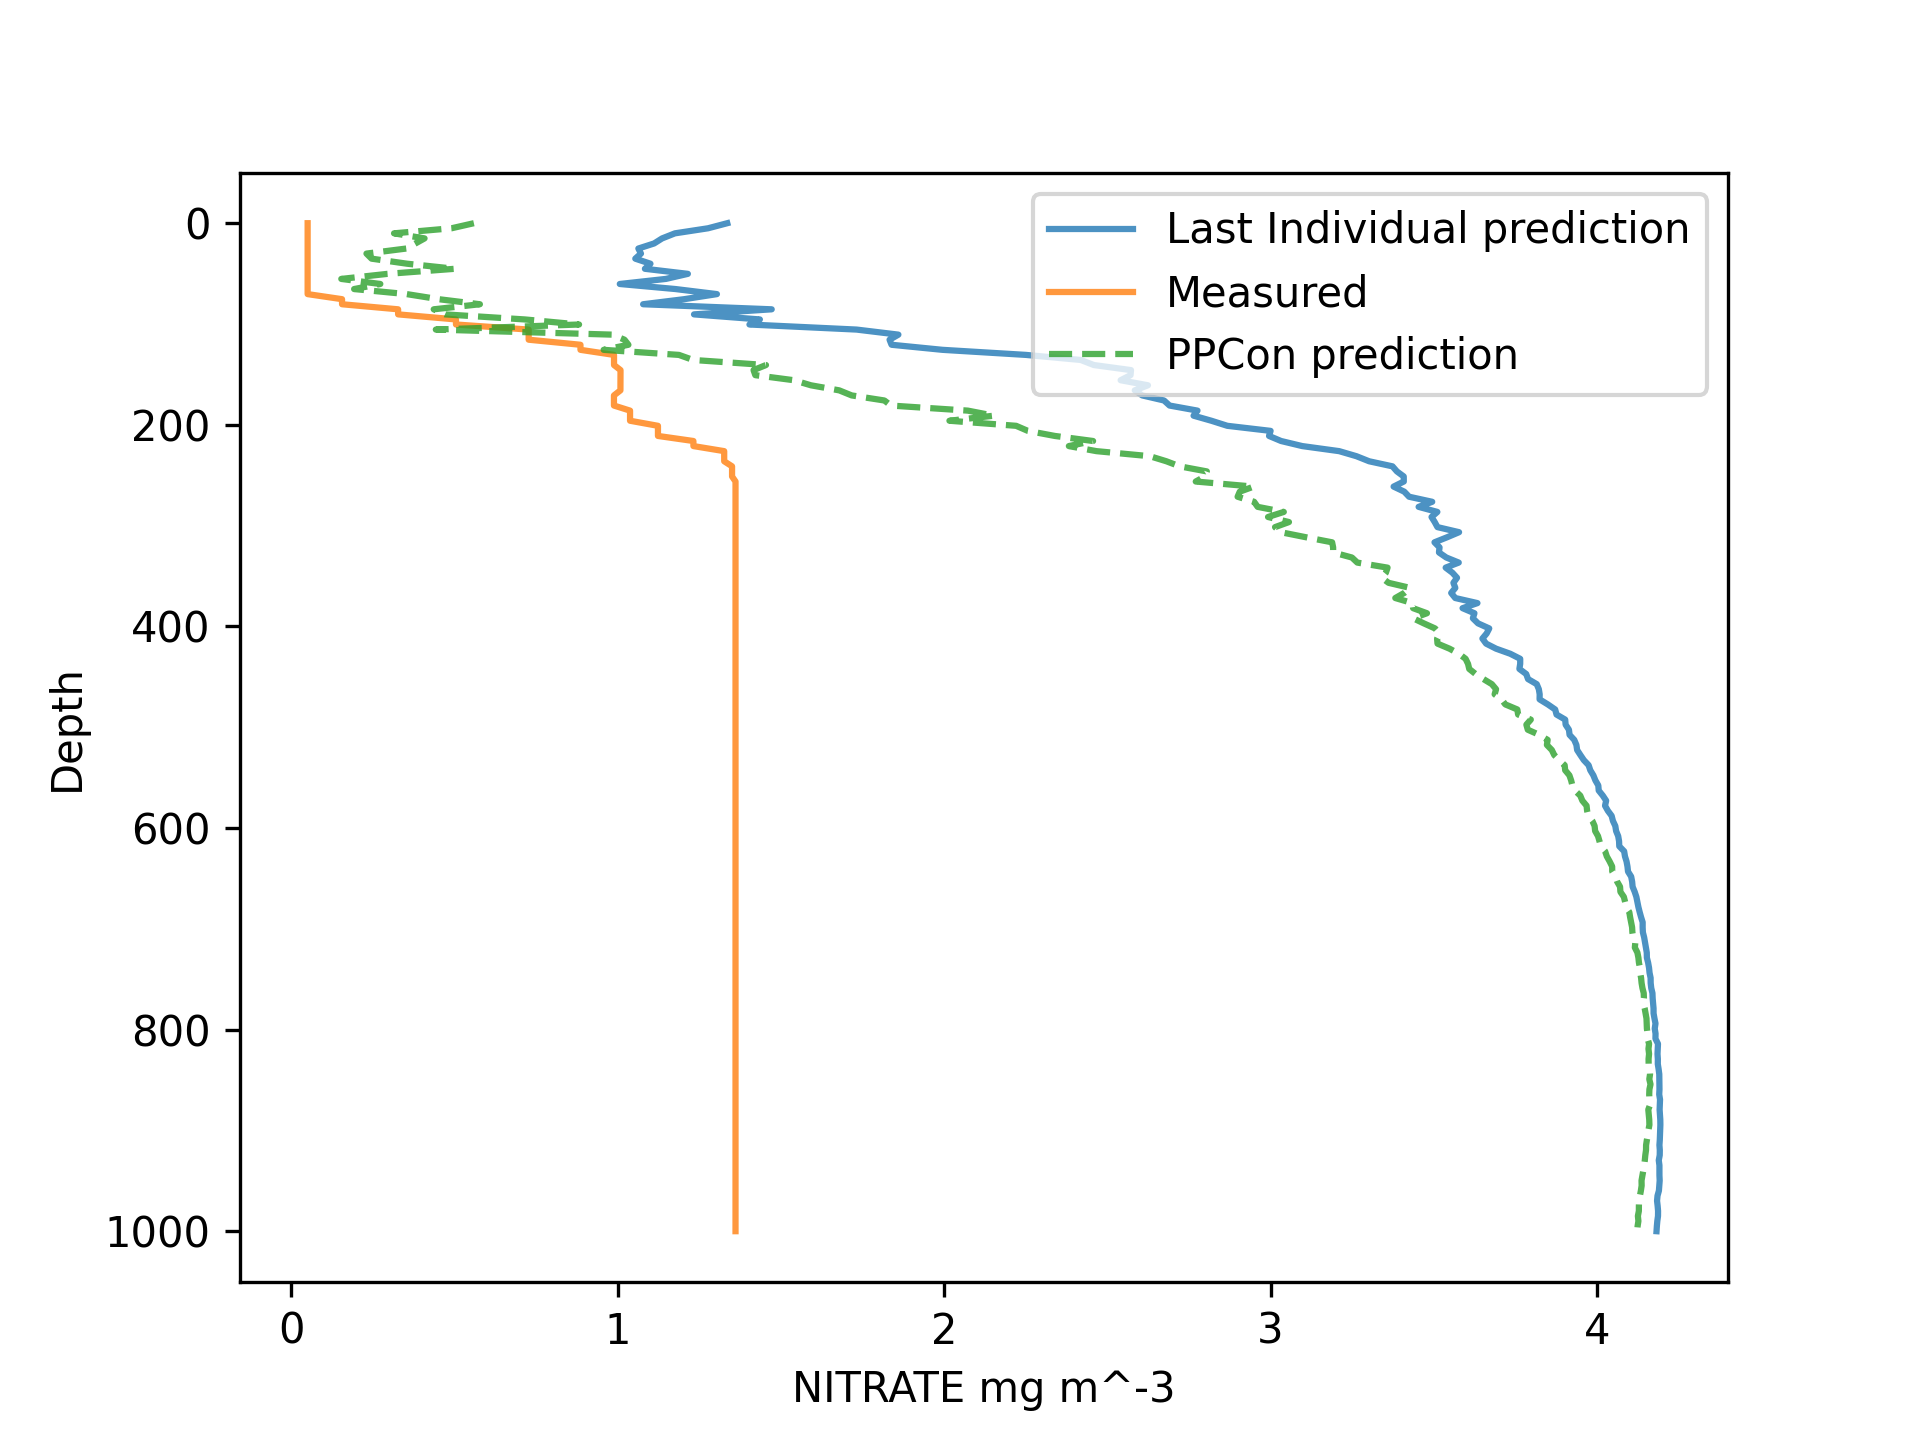 Last Individual prediction
Measured
PPCon prediction
0
200
400
600
800
1000
Depth
0 1 2 3 4
NITRATE mg m^-3